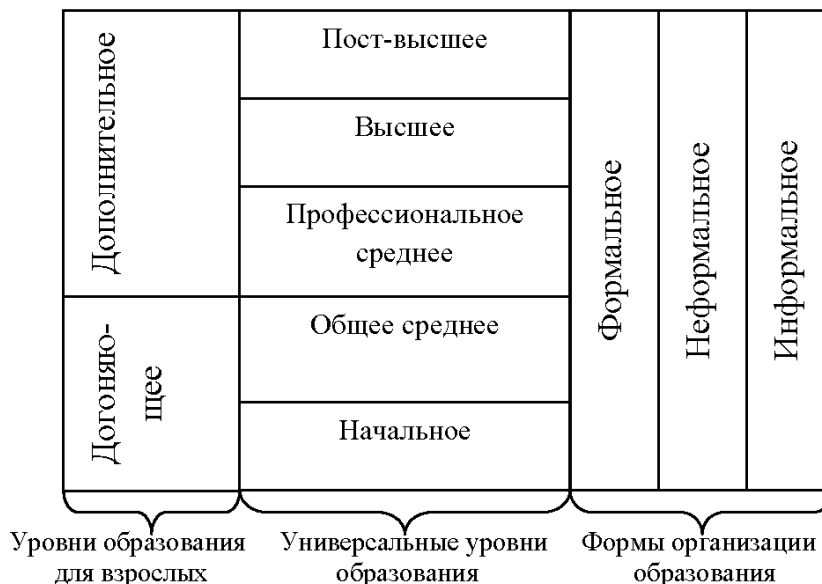 Дополнительное
Догоняю-
щее
Пост-высшее
Высшее
Профессиональное
среднее
Общее среднее
Начальное
Формальное
Неформальное
Информальное
Уровни образования
для взрослых
Универсальные уровни
образования
Формы организации
образования